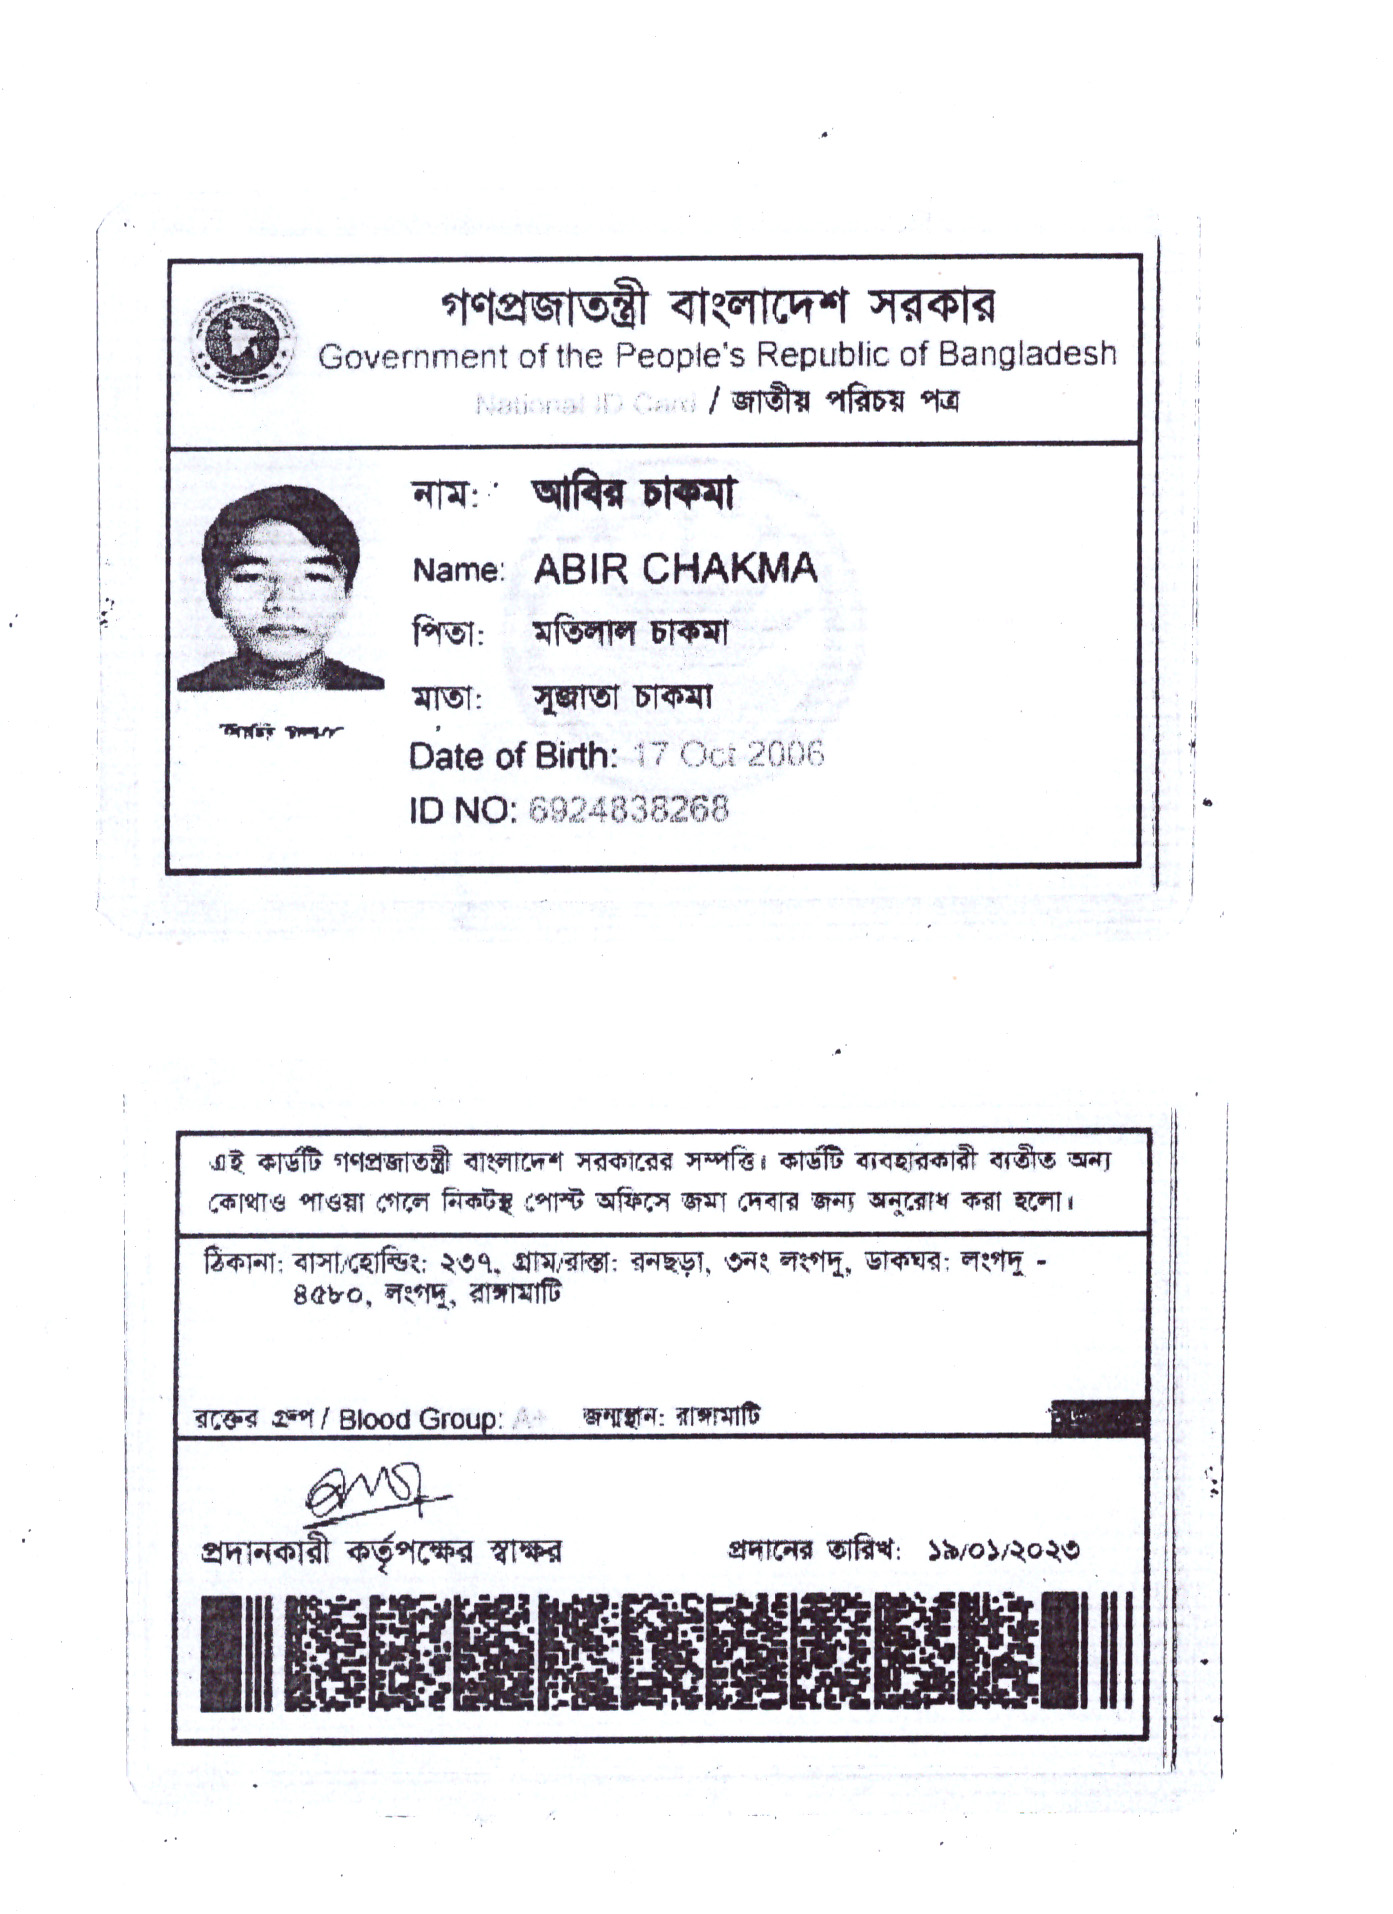 গণপ্রজাতন্ত্রী বাংলাদেশ সরকার
Government of the People's Republic of Bangladesh
National ID Card / জাতীয় পরিচয় পত্র
নাম: আবির চাকমা
Name: ABIR CHAKMA
পিতা: মতিলাল চাকমা
মাতা: সুজাতা চাকমা
Date of Birth: 17 Oct 2006
ID NO: 6924838268
এই কার্ডটি গণপ্রজাতন্ত্রী বাংলাদেশ সরকারের সম্পত্তি। কার্ডটি ব্যবহারকারী ব্যতীত অন্য
কোথাও পাওয়া গেলে নিকটস্থ পোস্ট অফিসে জমা দেবার জন্য অনুরোধ করা হলো।
ঠিকানা: বাসা/হোল্ডিং: ২৩৭, গ্রাম/রাস্তা: রনছড়া, ৩নং লংগদু, ডাকঘর: লংগদু -
৪৫৮০, লংগদু, রাঙ্গামাটি
রক্তের গ্রুপ / Blood Group: A+ জন্মস্থান: রাঙ্গামাটি
প্রদানকারী কর্তৃপক্ষের স্বাক্ষর প্রদানের তারিখ: ১৯/০১/২০২৩